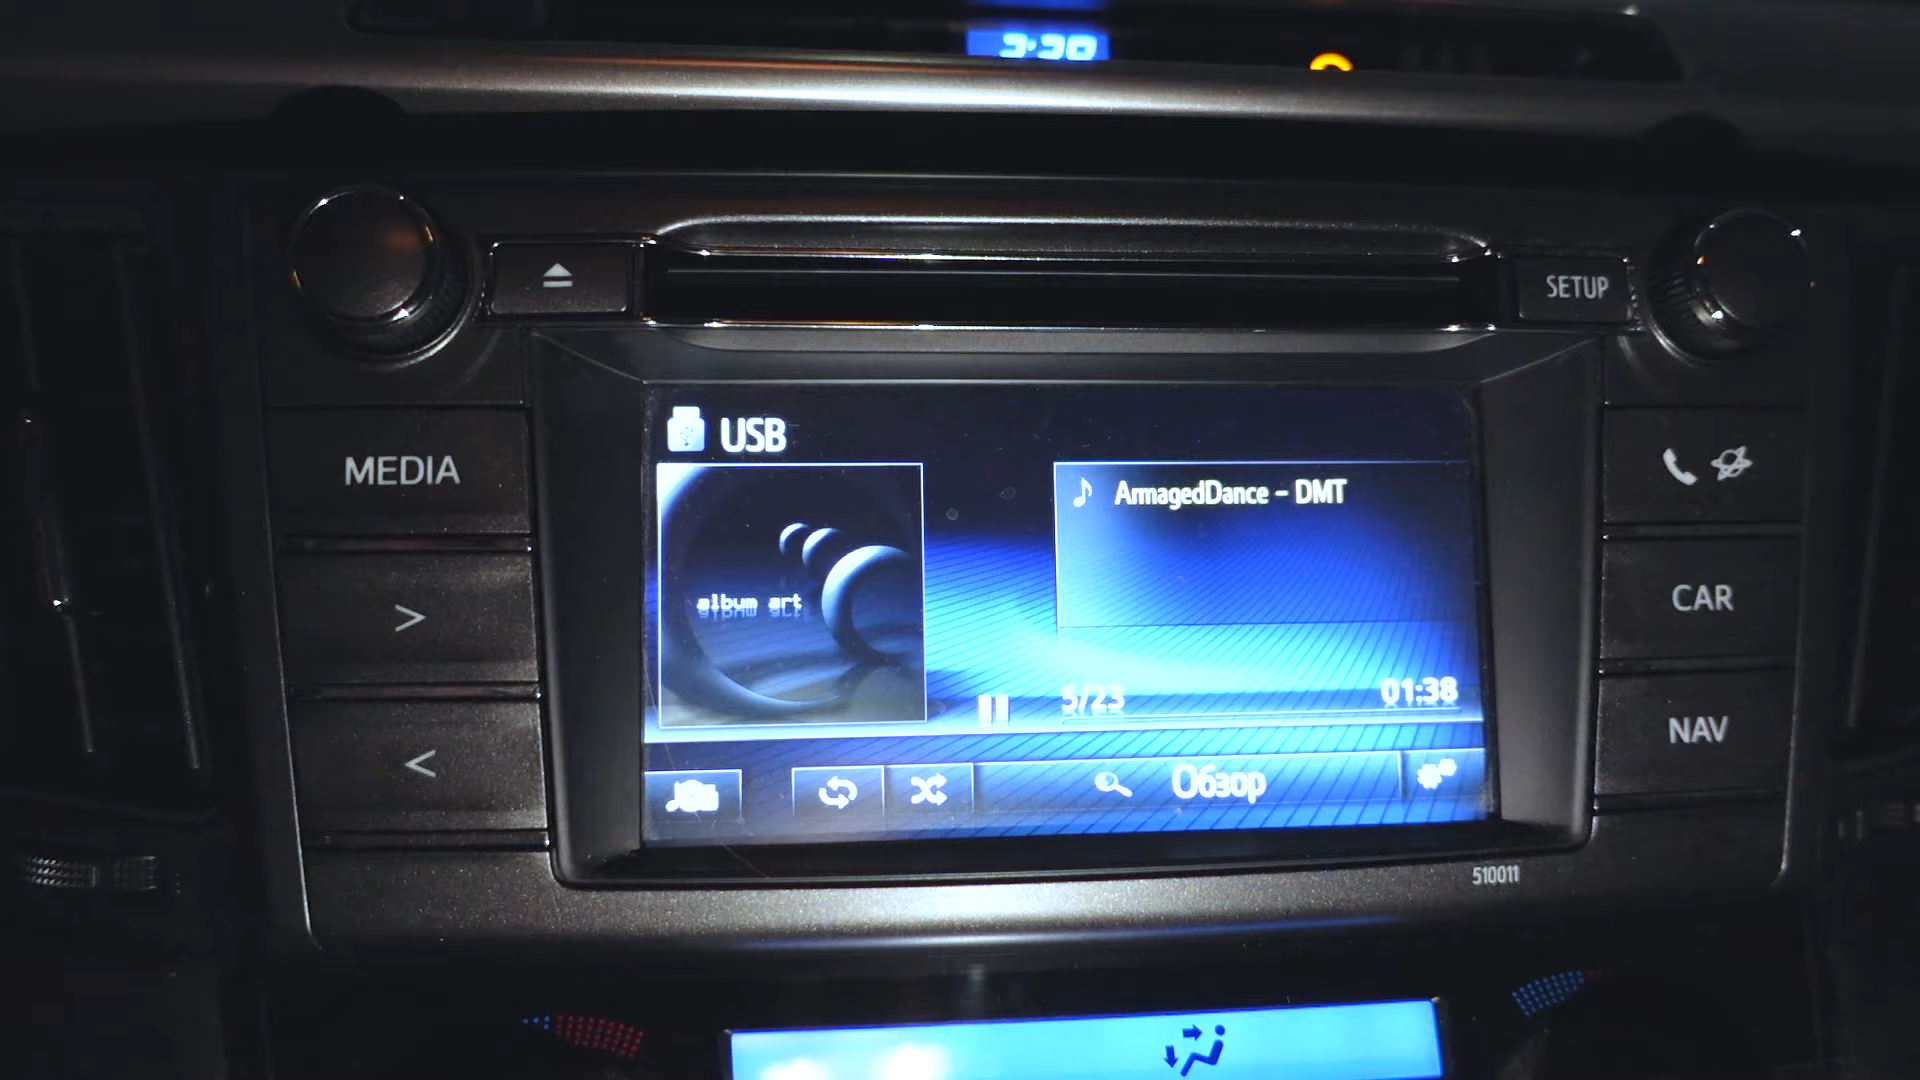 3:30
SETUP
USB
MEDIA
ArmagedDance - DMT
album art
>
CAR
5/23
01:38
NAV
<
Обзор
510011